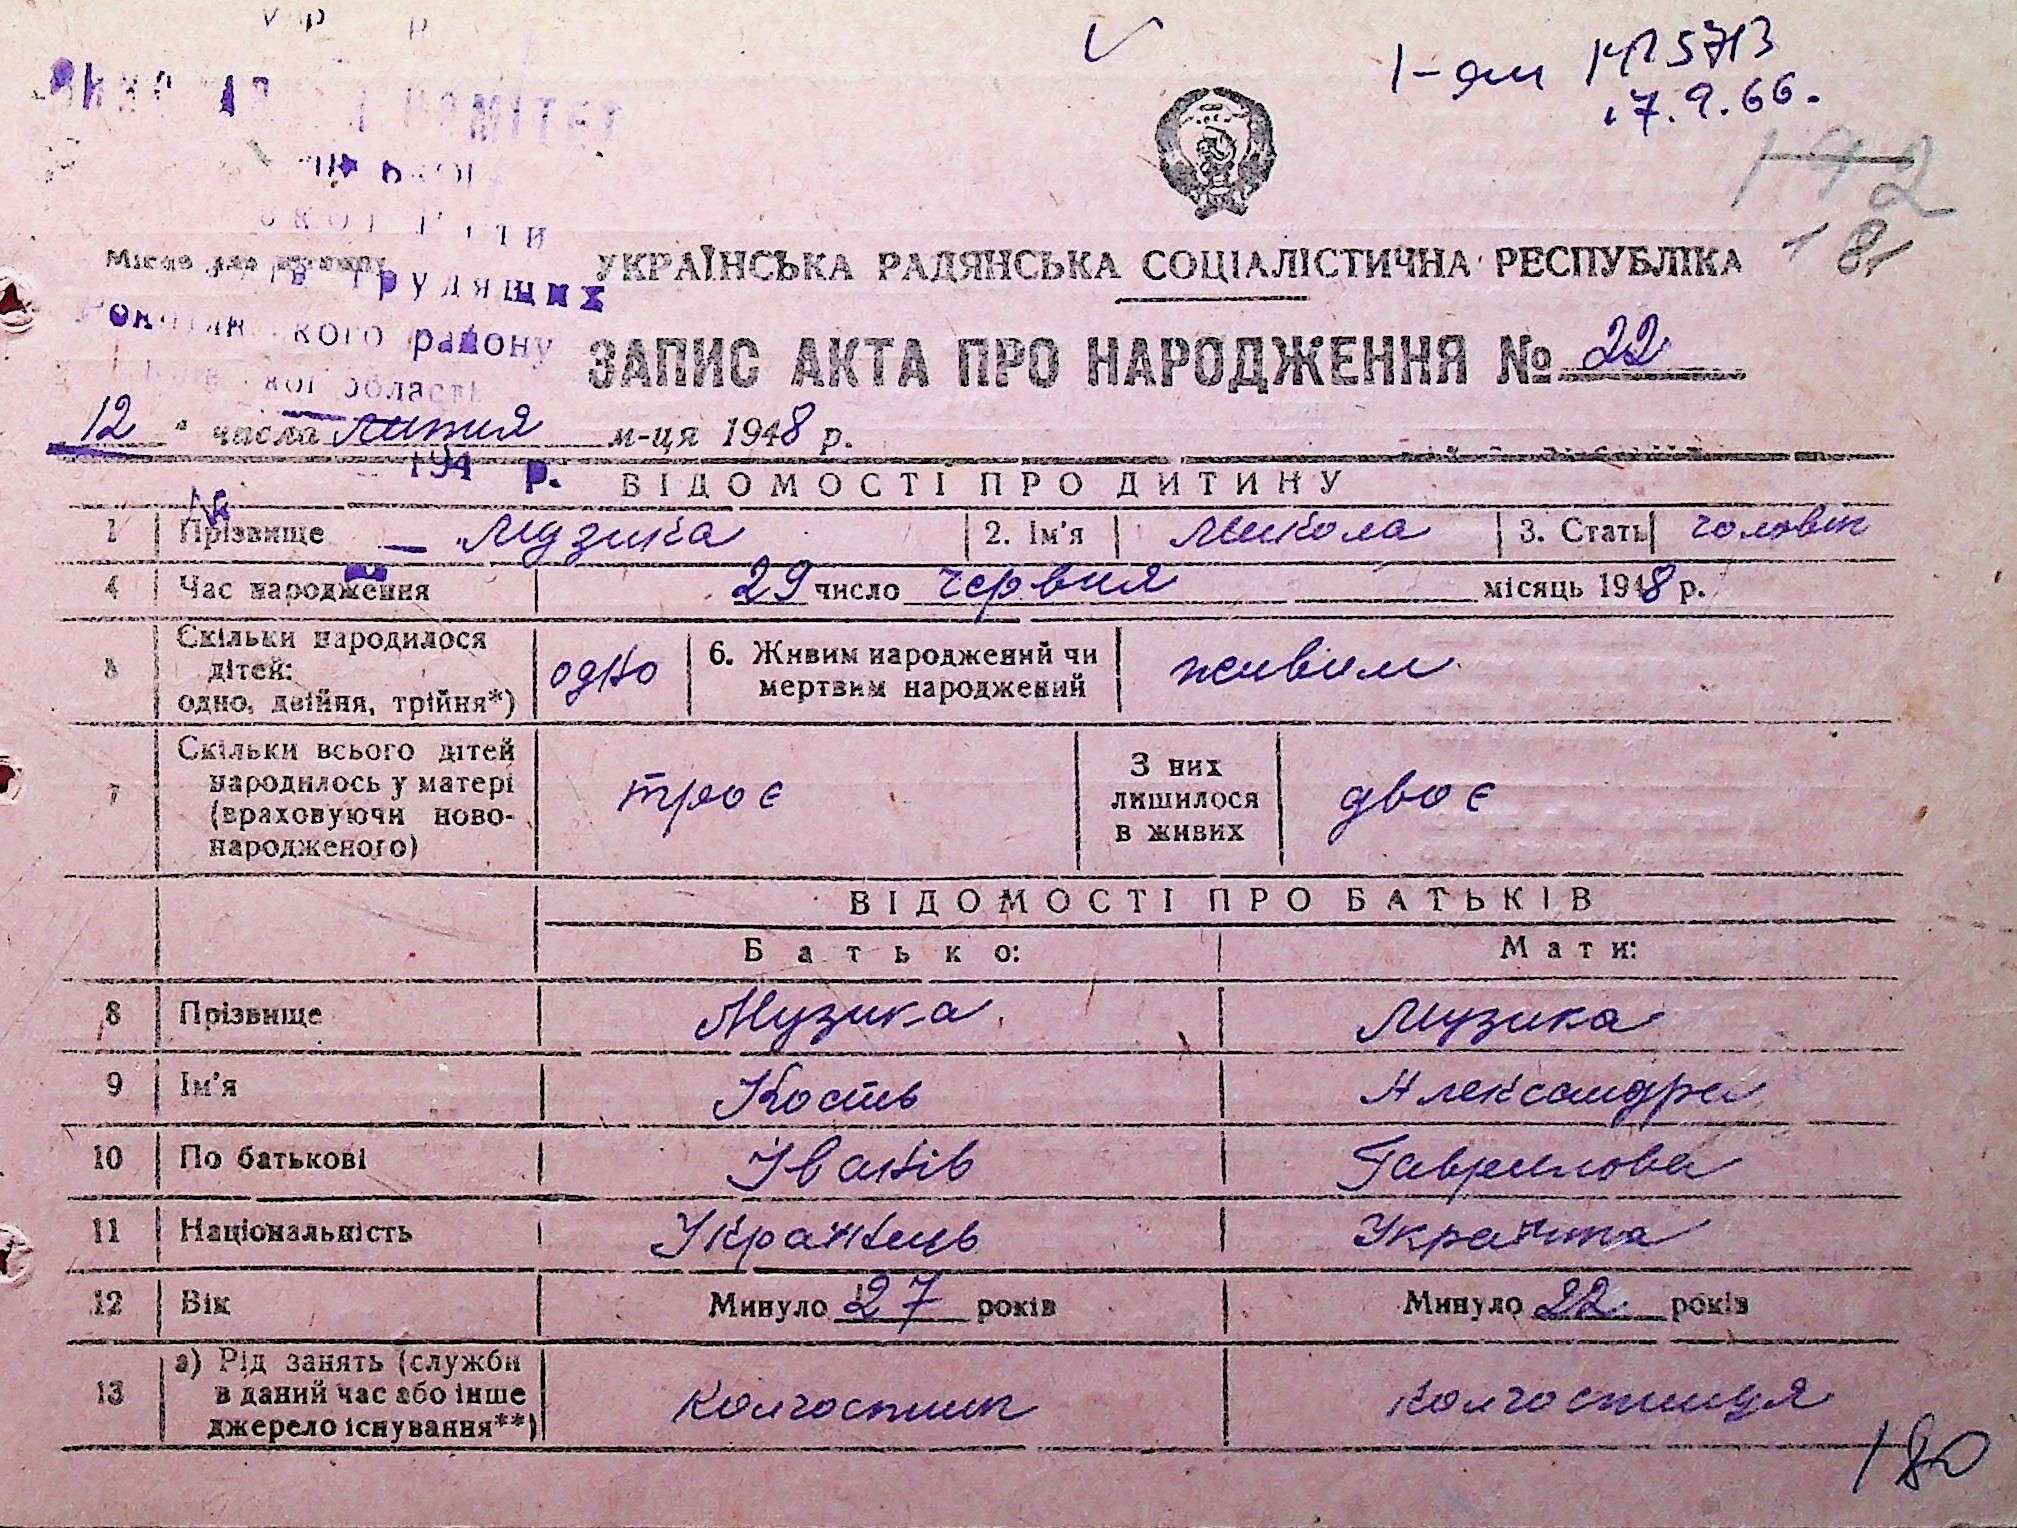 КОМІТЕТ
1-ям
7.9.66.
192
181
Місце для штампу
УКРАЇНСЬКА РАДЯНСЬКА СОЦІАЛІСТИЧНА РЕСПУБЛІКА
трудящих
району
ЗАПИС АКТА ПРО НАРОДЖЕННЯ № 22
області
12 " числа липня м-ця 1948 р.
194 р.
ВІДОМОСТІ ПРО ДИТИНУ
1 Прізвище Музика 2. Ім'я Микола 3. Стать чоловік
4 Час народження 29 число червня місяць 1948 р.
5 Скільки народилося дітей: одно, двійня, трійня*) одно 6. Живим народжений чи мертвим народжений живим
7 Скільки всього дітей народилось у матері (враховуючи ново-народженого) троє З них лишилося в живих двоє
ВІДОМОСТІ ПРО БАТЬКІВ
Батько: Мати:
8 Прізвище Музика Музика
9 Ім'я Кость Александра
10 По батькові Іванів Гаврилова
11 Національність Українець Українка
12 Вік Минуло 27 років Минуло 22 років
13 а) Рід занять (служби в даний час або інше джерело існування**) Колгоспник Колгоспниця
180